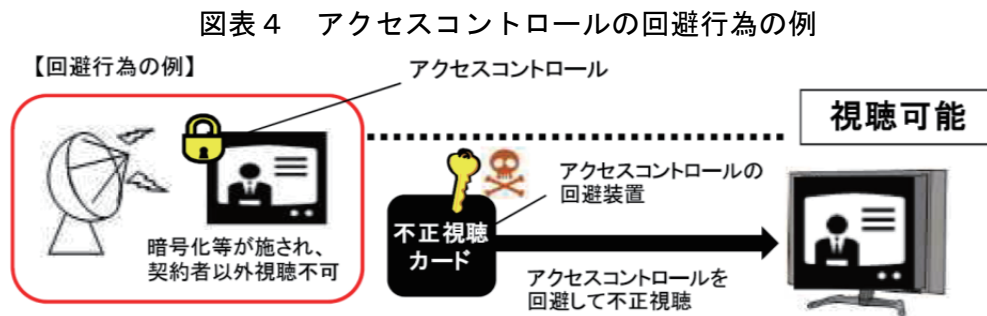 図表４　アクセスコントロールの回避行為の例
【回避行為の例】
アクセスコントロール
視聴可能
アクセスコントロールの
回避装置
不正視聴
カード
暗号化等が施され、
契約者以外視聴不可
アクセスコントロールを
回避して不正視聴